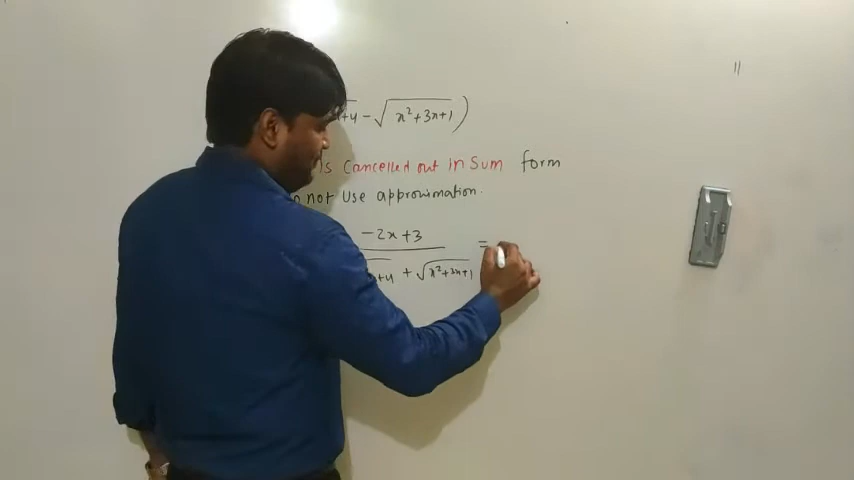 +4 - √(x²+3x+1) )
is cancelled out in sum form
not use approximation.
-2x+3 =
+4 + √(x²+3x+1)